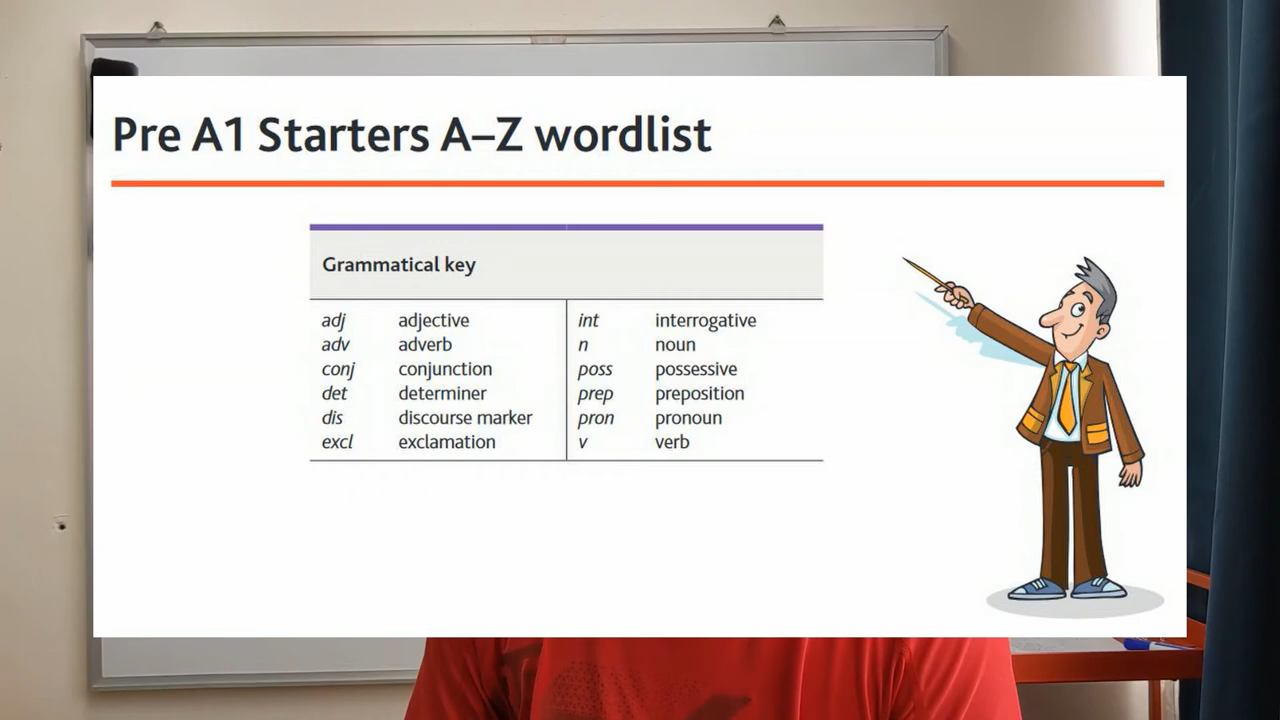 Pre A1 Starters A–Z wordlist
Grammatical key
adj adjective
adv adverb
conj conjunction
det determiner
dis discourse marker
excl exclamation
int interrogative
n noun
poss possessive
prep preposition
pron pronoun
v verb